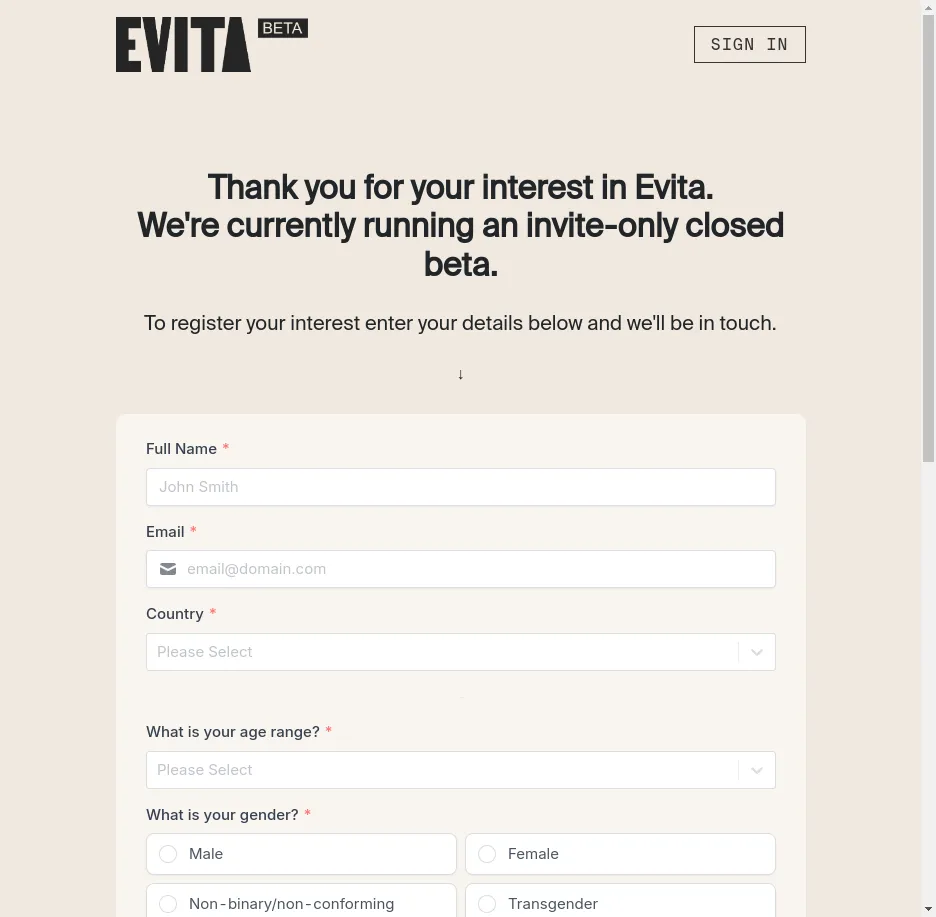 EVITA BETA
SIGN IN
Thank you for your interest in Evita.
We're currently running an invite-only closed
beta.
To register your interest enter your details below and we'll be in touch.
↓
Full Name *
John Smith
Email *
email@domain.com
Country *
Please Select
What is your age range? *
Please Select
What is your gender? *
Male Female
Non-binary/non-conforming Transgender